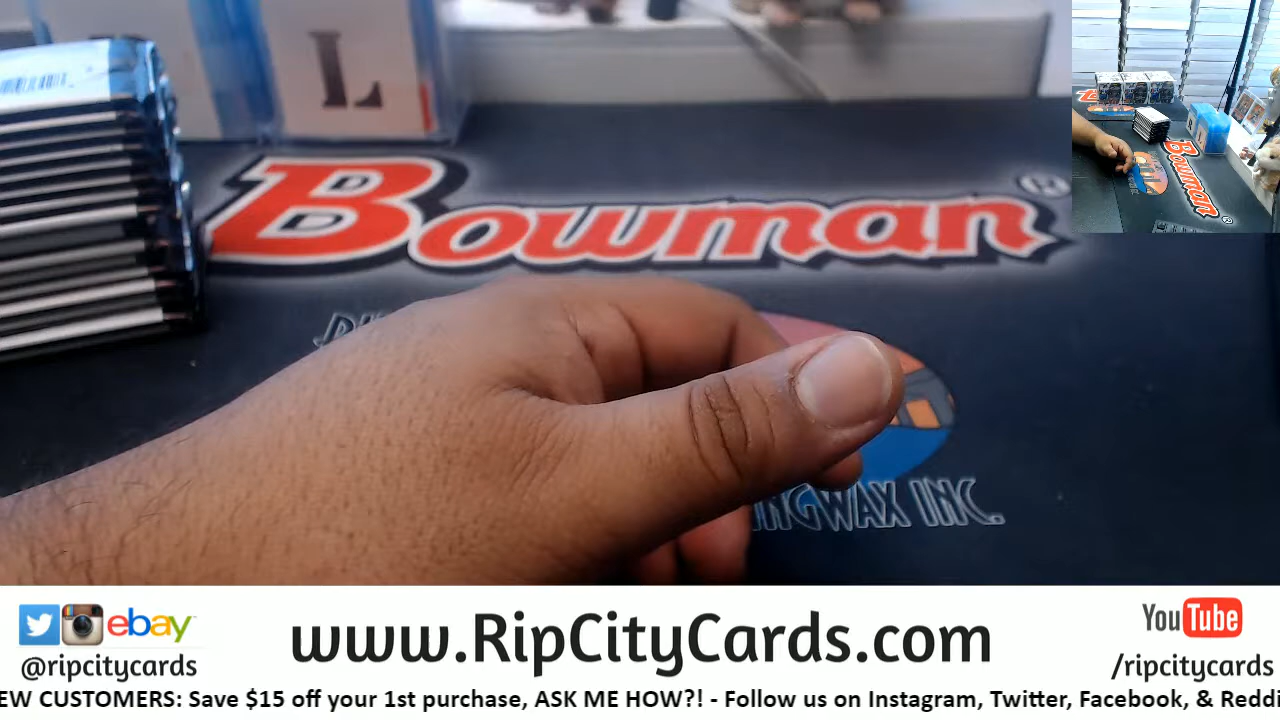 L
Bowman®
INGWAX INC.
Bowman®
ebay
www.RipCityCards.com
YouTube
@ripcitycards
/ripcitycards
EW CUSTOMERS: Save $15 off your 1st purchase, ASK ME HOW?! - Follow us on Instagram, Twitter, Facebook, & Reddi